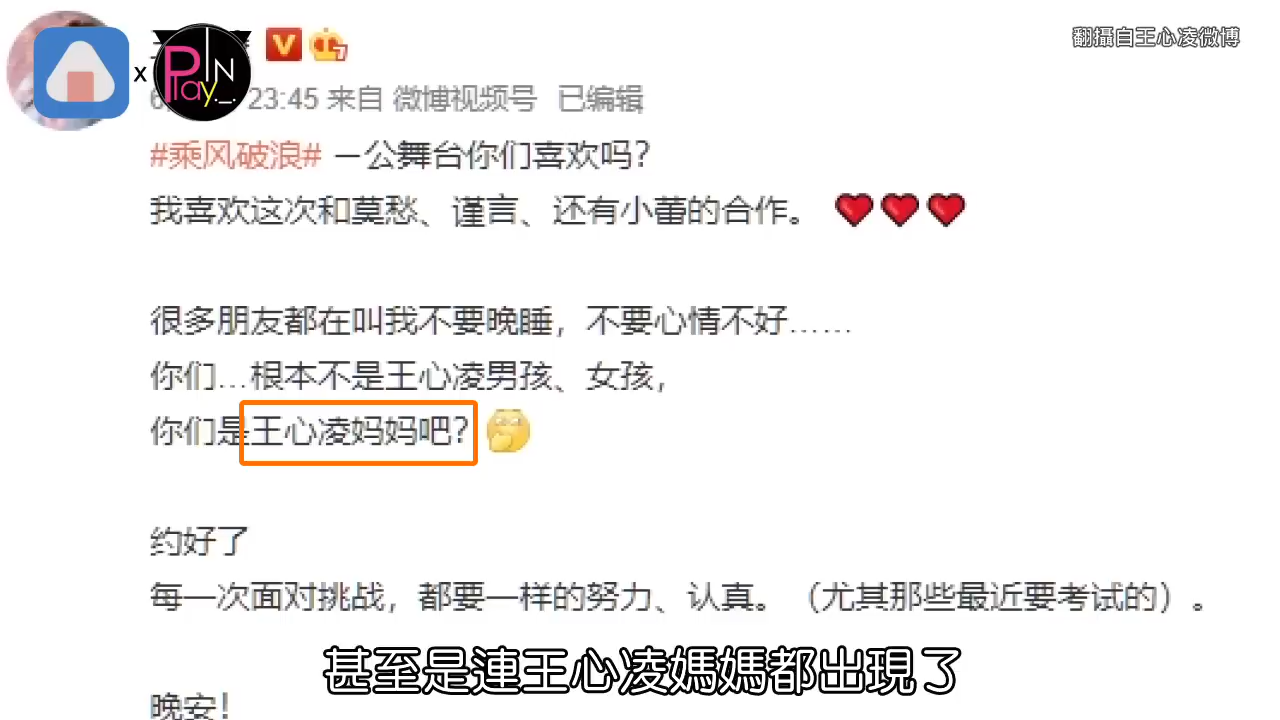 翻攝自王心凌微博
x
Play IN
23:45 来自 微博视频号 已编辑
#乘风破浪# 一公舞台你们喜欢吗？
我喜欢这次和莫愁、谨言、还有小蕾的合作。
很多朋友都在叫我不要晚睡，不要心情不好……
你们…根本不是王心凌男孩、女孩，
你们是王心凌妈妈吧？
约好了
每一次面对挑战，都要一样的努力、认真。（尤其那些最近要考试的）。
甚至是連王心凌媽媽都出現了
晚安！